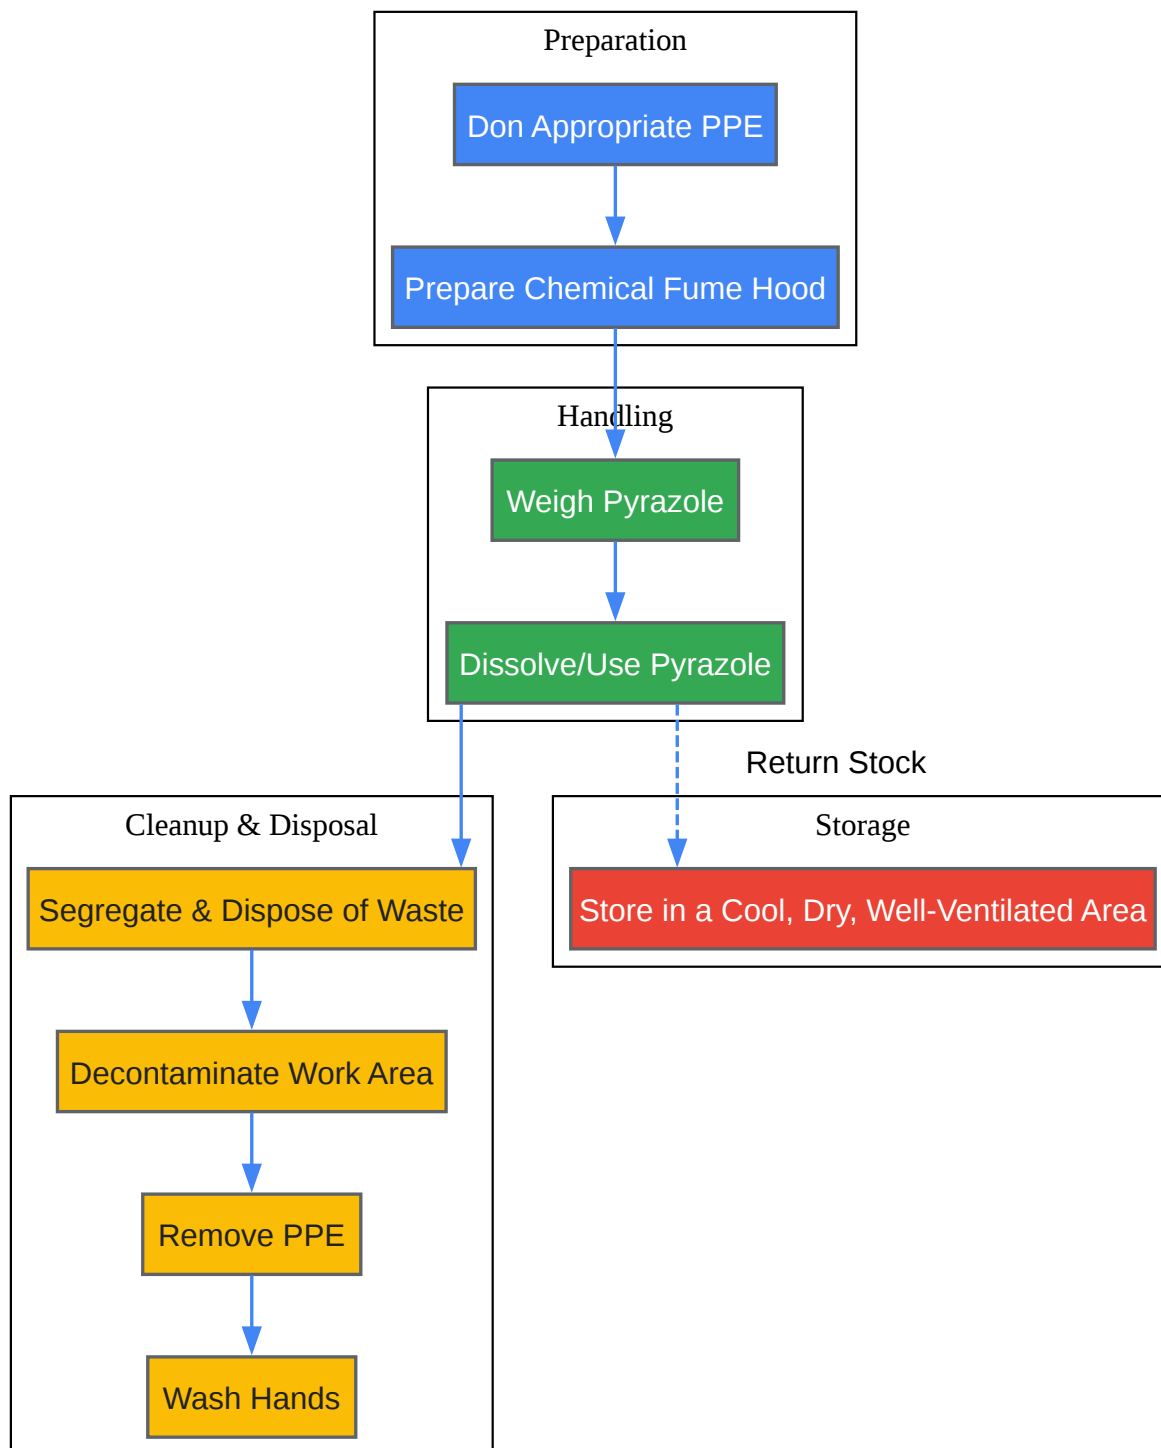 Preparation
Don Appropriate PPE
Prepare Chemical Fume Hood
Handling
Weigh Pyrazole
Dissolve/Use Pyrazole
Return Stock
Cleanup & Disposal
Segregate & Dispose of Waste
Decontaminate Work Area
Remove PPE
Wash Hands
Storage
Store in a Cool, Dry, Well-Ventilated Area